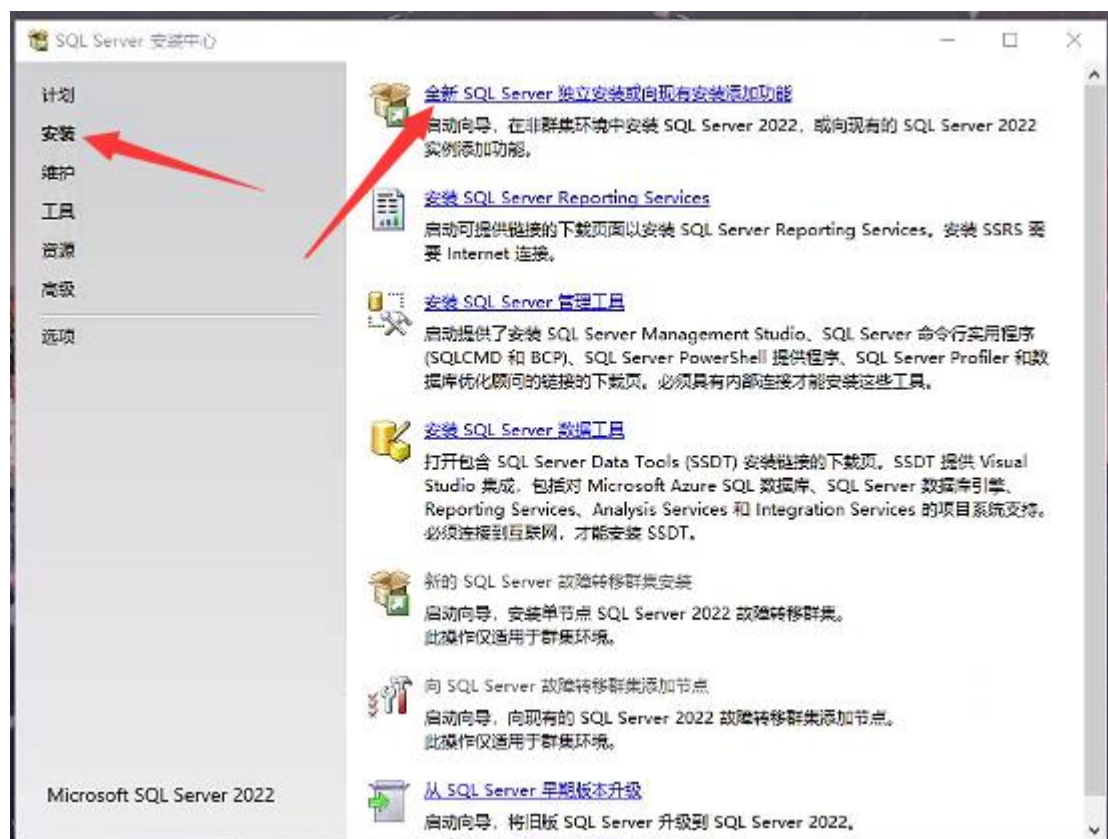 SQL Server 安装中心
计划
安装
维护
工具
资源
高级
选项
Microsoft SQL Server 2022
全新 SQL Server 独立安装或向现有安装添加功能
启动向导，在非群集环境中安装 SQL Server 2022，或向现有的 SQL Server 2022
实例添加功能。
安装 SQL Server Reporting Services
启动可提供链接的下载页面以安装 SQL Server Reporting Services。安装 SSRS 需
要 Internet 连接。
安装 SQL Server 管理工具
启动提供了安装 SQL Server Management Studio、SQL Server 命令行实用程序
(SQLCMD 和 BCP)、SQL Server PowerShell 提供程序、SQL Server Profiler 和数
据库优化顾问的链接的下载页。必须具有内部连接才能安装这些工具。
安装 SQL Server 数据工具
打开包含 SQL Server Data Tools (SSDT) 安装链接的下载页。SSDT 提供 Visual
Studio 集成，包括对 Microsoft Azure SQL 数据库、SQL Server 数据库引擎、
Reporting Services、Analysis Services 和 Integration Services 的项目系统支持。
必须连接到互联网，才能安装 SSDT。
新的 SQL Server 故障转移群集安装
启动向导，安装单节点 SQL Server 2022 故障转移群集。
此操作仅适用于群集环境。
向 SQL Server 故障转移群集添加节点
启动向导，向现有的 SQL Server 2022 故障转移群集添加节点。
此操作仅适用于群集环境。
从 SQL Server 早期版本升级
启动向导，将旧版 SQL Server 升级到 SQL Server 2022。